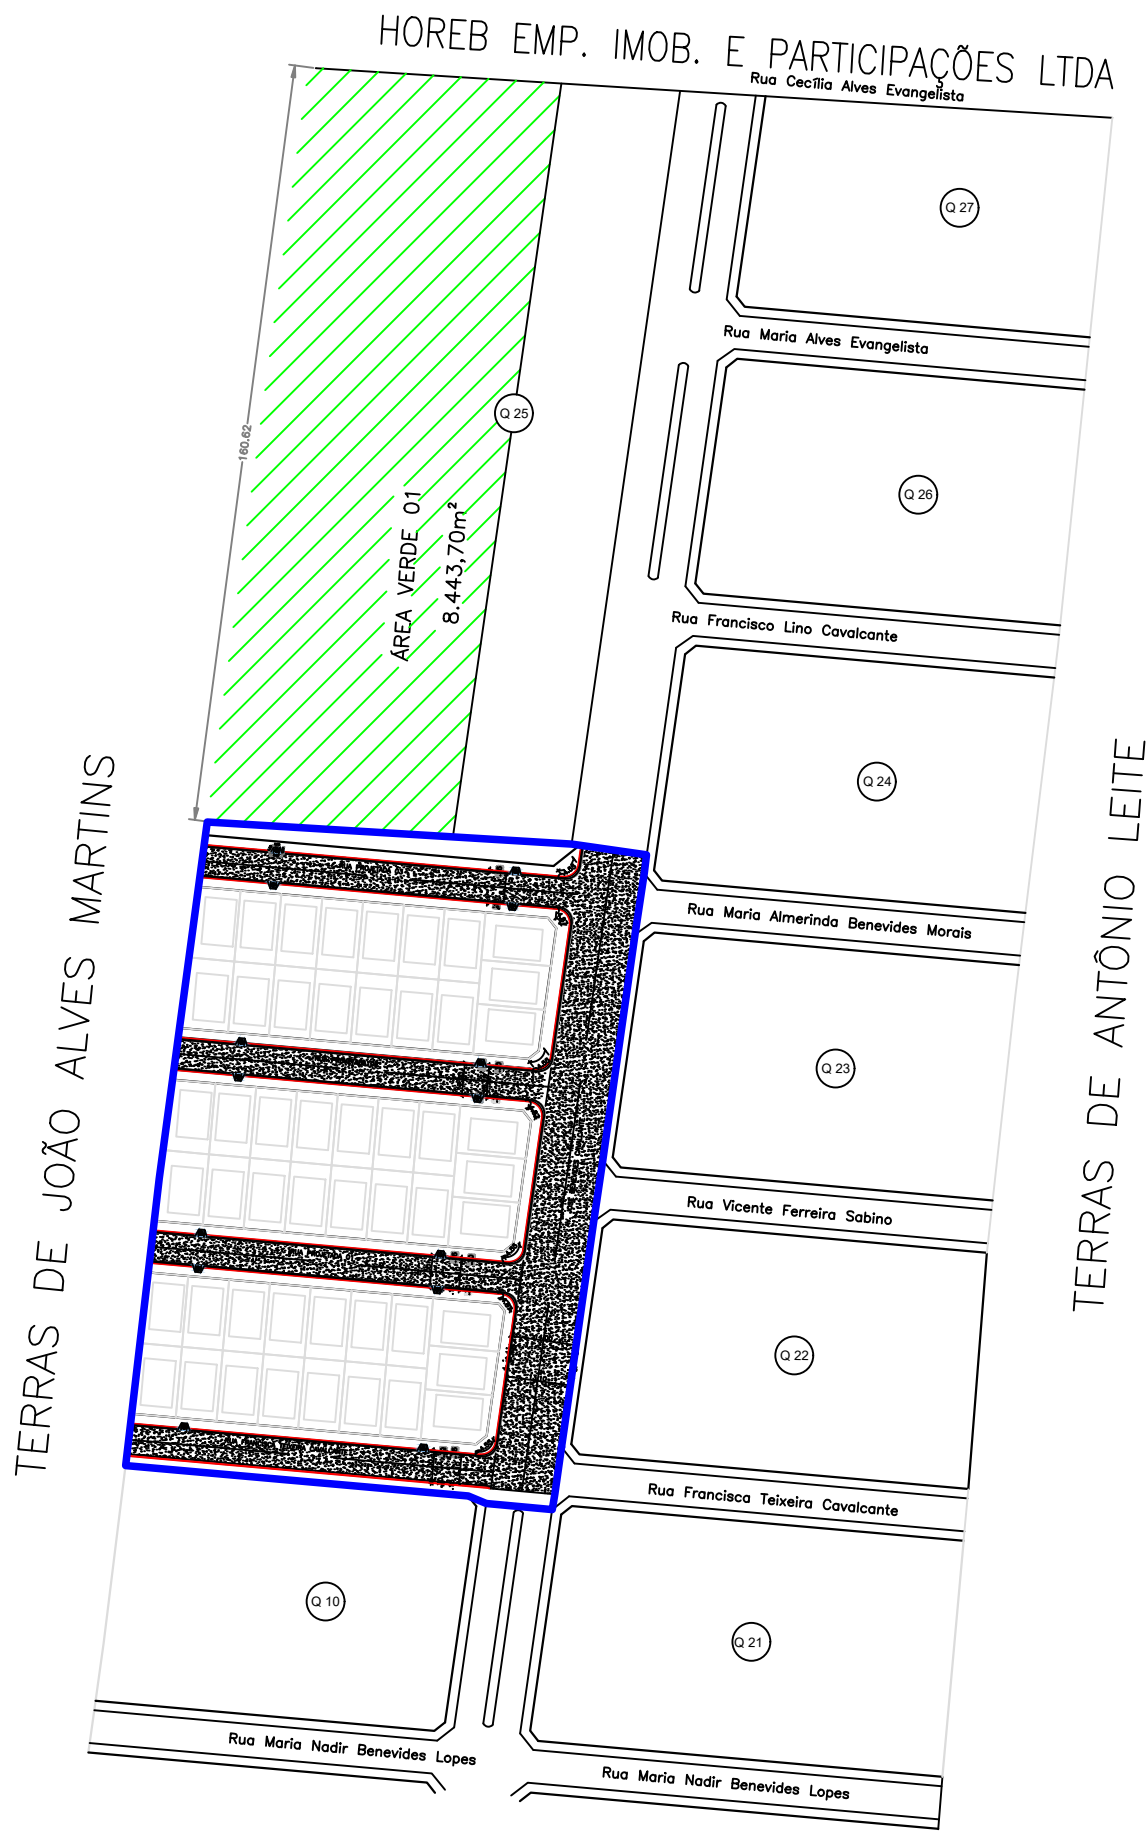 HOREB EMP. IMOB. E PARTICIPAÇÕES LTDA
Rua Cecília Alves Evangelista
Q 27
Rua Maria Alves Evangelista
160.62
Q 25
ÁREA VERDE 01
8.443,70m²
Q 26
Rua Francisco Lino Cavalcante
Q 24
TERRAS DE JOÃO ALVES MARTINS
TERRAS DE ANTÔNIO LEITE
Rua Maria Almerinda Benevides Morais
Q 23
Rua Vicente Ferreira Sabino
Q 22
Rua Francisca Teixeira Cavalcante
Q 10
Q 21
Rua Maria Nadir Benevides Lopes
Rua Maria Nadir Benevides Lopes